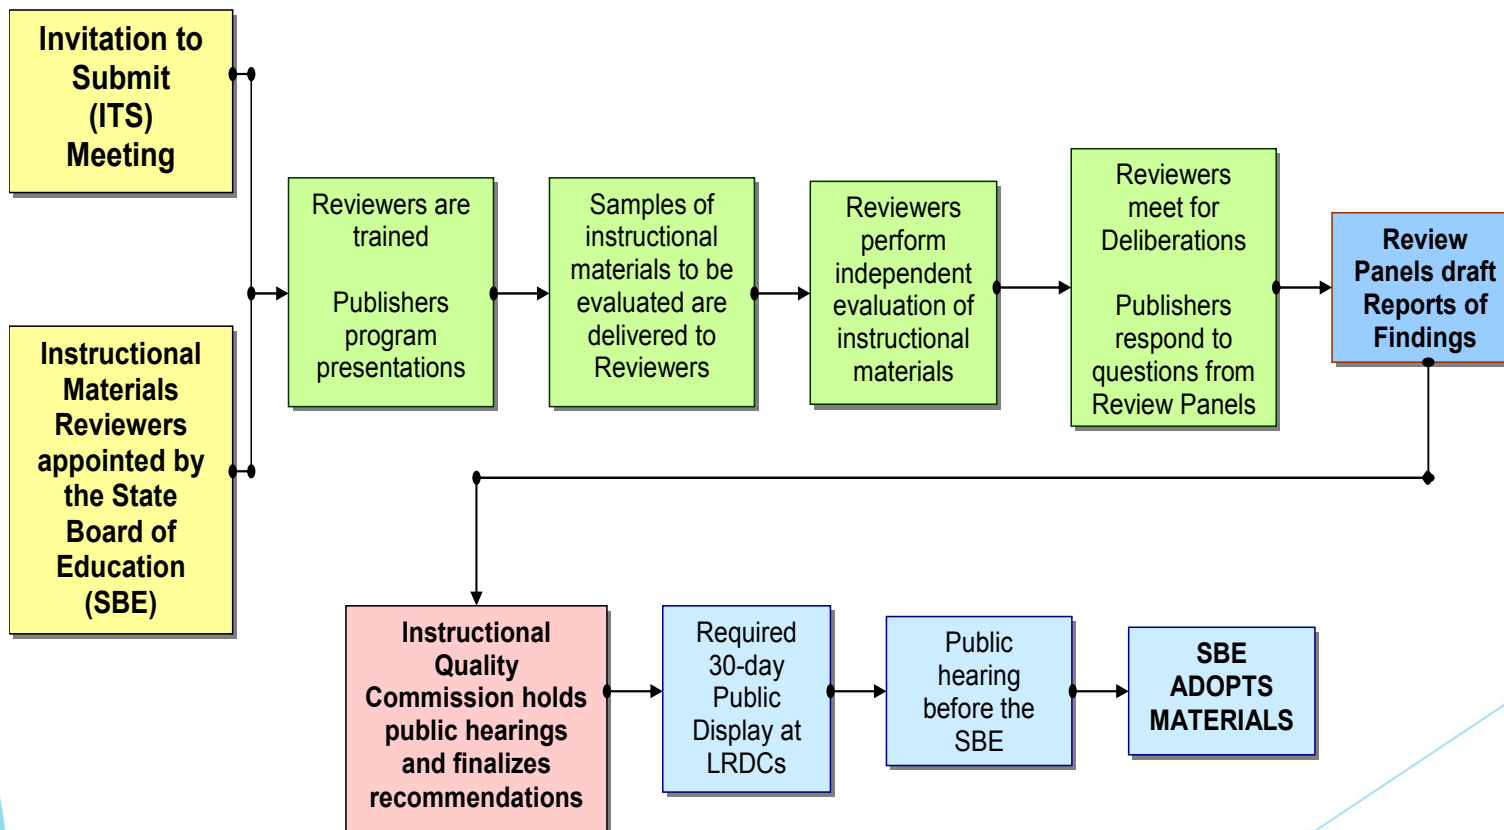 Invitation to
Submit
(ITS)
Meeting
Instructional
Materials
Reviewers
appointed by
the State
Board of
Education
(SBE)
Reviewers are
trained
Publishers
program
presentations
Samples of
instructional
materials to be
evaluated are
delivered to
Reviewers
Reviewers
perform
independent
evaluation of
instructional
materials
Reviewers
meet for
Deliberations
Publishers
respond to
questions from
Review Panels
Review
Panels draft
Reports of
Findings
Instructional
Quality
Commission holds
public hearings
and finalizes
recommendations
Required
30-day
Public
Display at
LRDCs
Public
hearing
before the
SBE
SBE
ADOPTS
MATERIALS